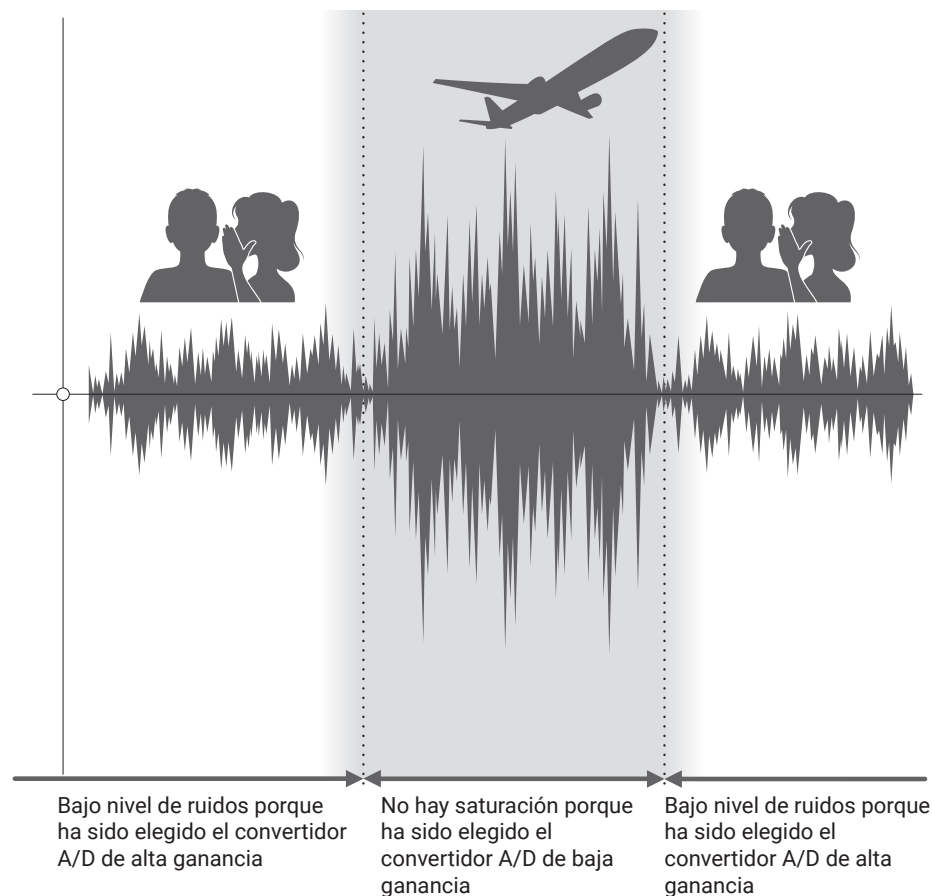 Bajo nivel de ruidos porque
ha sido elegido el convertidor
A/D de alta ganancia
No hay saturación porque
ha sido elegido el
convertidor A/D de baja
ganancia
Bajo nivel de ruidos porque
ha sido elegido el
convertidor A/D de alta
ganancia